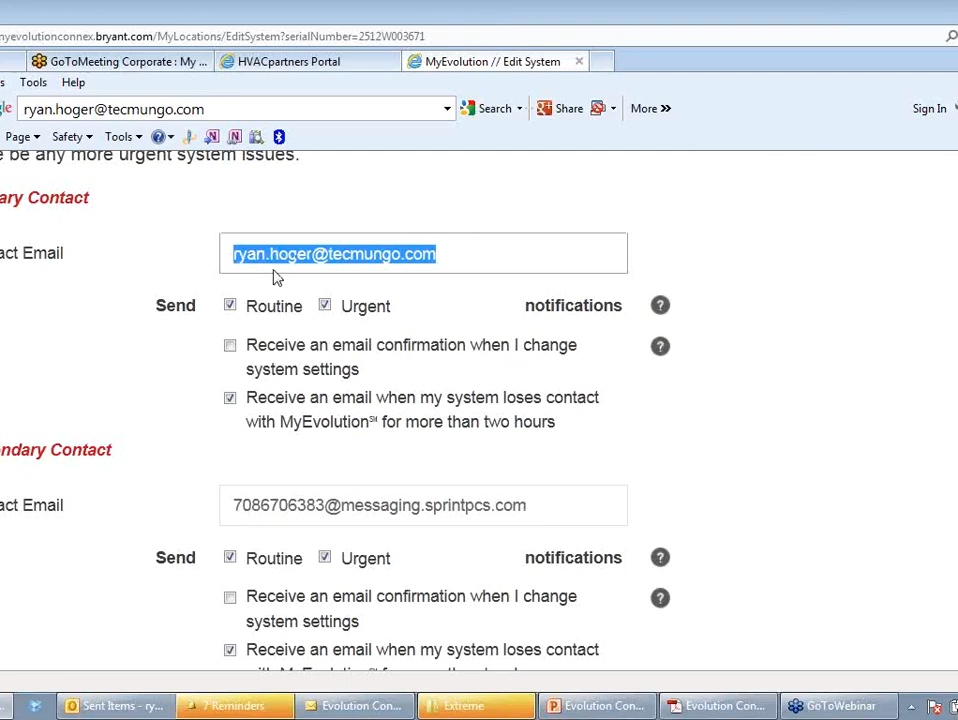 nyevolutionconnex.bryant.com/MyLocations/EditSystem?serialNumber=2512W003671
GoToMeeting Corporate : My ... HVACpartners Portal MyEvolution // Edit System
s Tools Help
gle ryan.hoger@tecmungo.com Search Share More » Sign In
Page Safety Tools
e be any more urgent system issues.
ary Contact
act Email ryan.hoger@tecmungo.com
Send Routine Urgent notifications ?
Receive an email confirmation when I change ?
system settings
Receive an email when my system loses contact
with MyEvolution℠ for more than two hours
ondary Contact
act Email 7086706383@messaging.sprintpcs.com
Send Routine Urgent notifications ?
Receive an email confirmation when I change ?
system settings
Receive an email when my system loses contact
Sent Items - ry... 7 Reminders Evolution Con... Extreme Evolution Con... Evolution Con... GoToWebinar